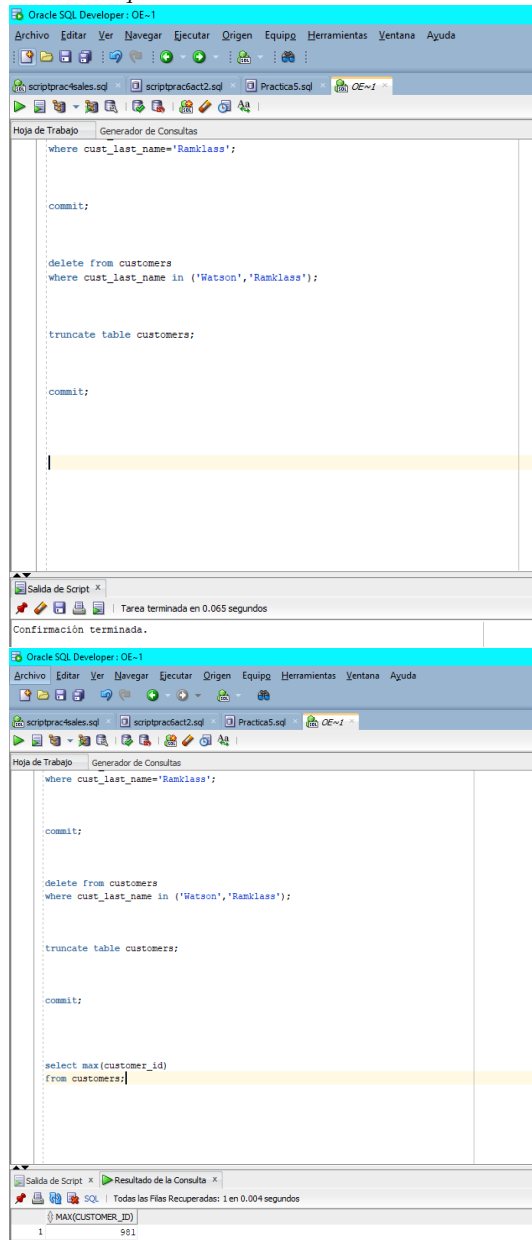 Oracle SQL Developer : OE~1
Archivo Editar Ver Navegar Ejecutar Origen Equipo Herramientas Ventana Ayuda
scriptprac4sales.sql scriptprac6act2.sql Practica5.sql OE~1
Hoja de Trabajo Generador de Consultas
where cust_last_name='Ramklass';
commit;
delete from customers
where cust_last_name in ('Watson','Ramklass');
truncate table customers;
commit;
Salida de Script
Tarea terminada en 0.065 segundos
Confirmación terminada.
Oracle SQL Developer : OE~1
Archivo Editar Ver Navegar Ejecutar Origen Equipo Herramientas Ventana Ayuda
scriptprac4sales.sql scriptprac6act2.sql Practica5.sql OE~1
Hoja de Trabajo Generador de Consultas
where cust_last_name='Ramklass';
commit;
delete from customers
where cust_last_name in ('Watson','Ramklass');
truncate table customers;
commit;
select max(customer_id)
from customers;
Salida de Script Resultado de la Consulta
SQL Todas las Filas Recuperadas: 1 en 0.004 segundos
MAX(CUSTOMER_ID)
1 981